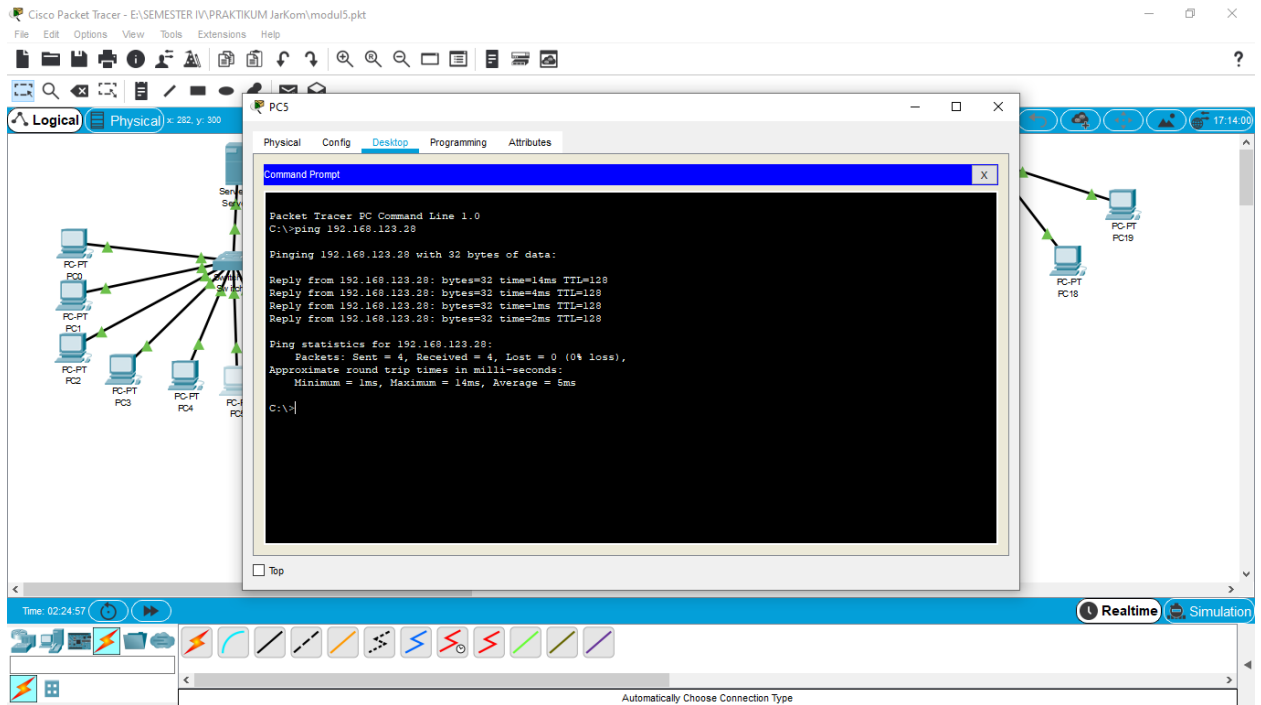 Cisco Packet Tracer - E:\SEMESTER IV\PRAKTIKUM JarKom\modul5.pkt
File Edit Options View Tools Extensions Help
?
PC5
Logical Physical x: 282, y: 300
17:14:00
Physical Config Desktop Programming Attributes
Command Prompt
X
Packet Tracer PC Command Line 1.0
C:\>ping 192.168.123.28
Pinging 192.168.123.28 with 32 bytes of data:
Reply from 192.168.123.28: bytes=32 time=14ms TTL=128
Reply from 192.168.123.28: bytes=32 time=4ms TTL=128
Reply from 192.168.123.28: bytes=32 time=1ms TTL=128
Reply from 192.168.123.28: bytes=32 time=2ms TTL=128
Ping statistics for 192.168.123.28:
Packets: Sent = 4, Received = 4, Lost = 0 (0% loss),
Approximate round trip times in milli-seconds:
Minimum = 1ms, Maximum = 14ms, Average = 5ms
C:\>
Top
PC-PT
PC0
PC-PT
PC1
PC-PT
PC2
PC-PT
PC3
PC-PT
PC4
PC-PT
PC19
PC-PT
PC18
Time: 02:24:57
Realtime Simulation
Automatically Choose Connection Type